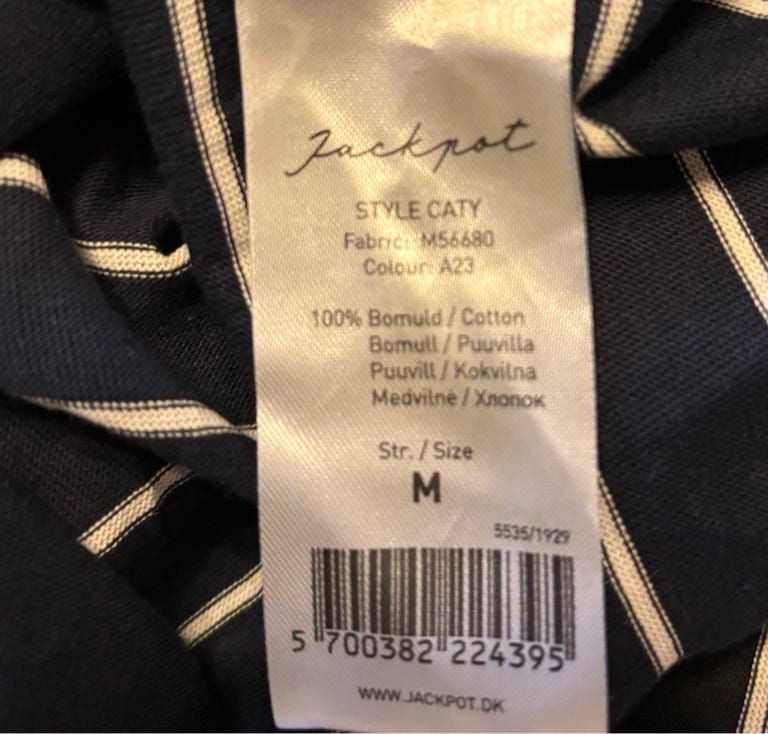 Jackpot
STYLE CATY
Fabric: M56680
Colour: A23
100% Bomuld / Cotton
Bomull / Puuvilla
Puuvill / Kokvilna
Medvilnė / Хлопок
Str. / Size
M
5535/1929
5 700382 224395
WWW.JACKPOT.DK